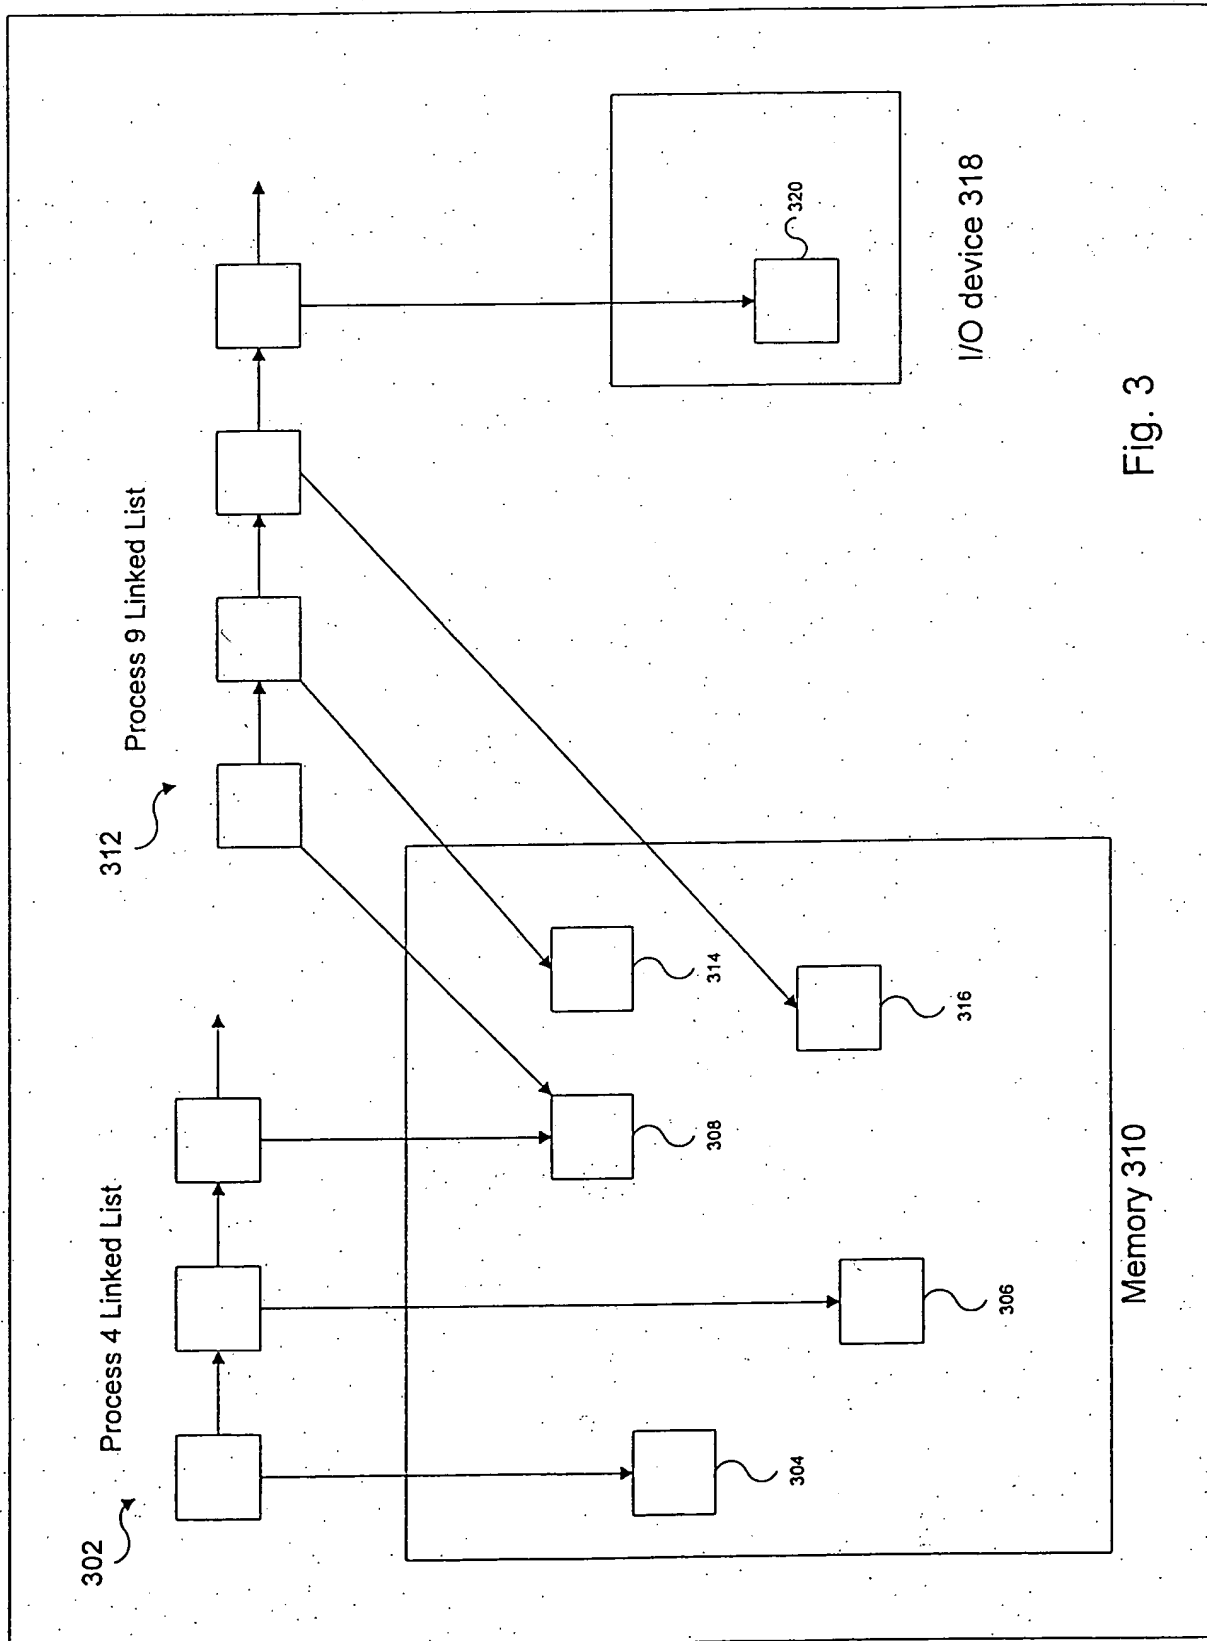 302
Process 4 Linked List
312
Process 9 Linked List
304
306
308
314
316
320
Memory 310
I/O device 318
Fig. 3